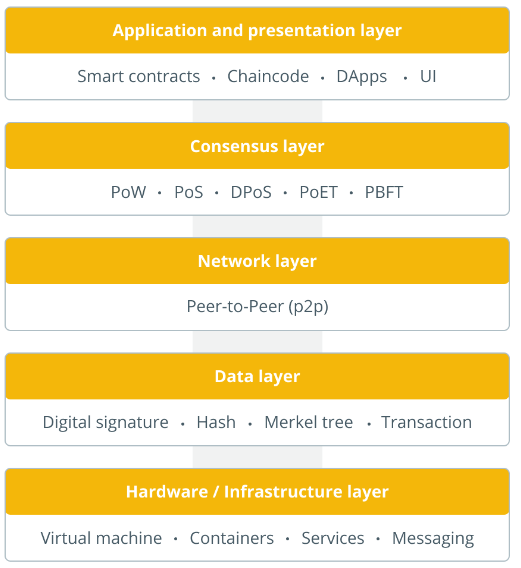 Application and presentation layer
Smart contracts • Chaincode • DApps • UI
Consensus layer
PoW • PoS • DPoS • PoET • PBFT
Network layer
Peer-to-Peer (p2p)
Data layer
Digital signature • Hash • Merkel tree • Transaction
Hardware / Infrastructure layer
Virtual machine • Containers • Services • Messaging